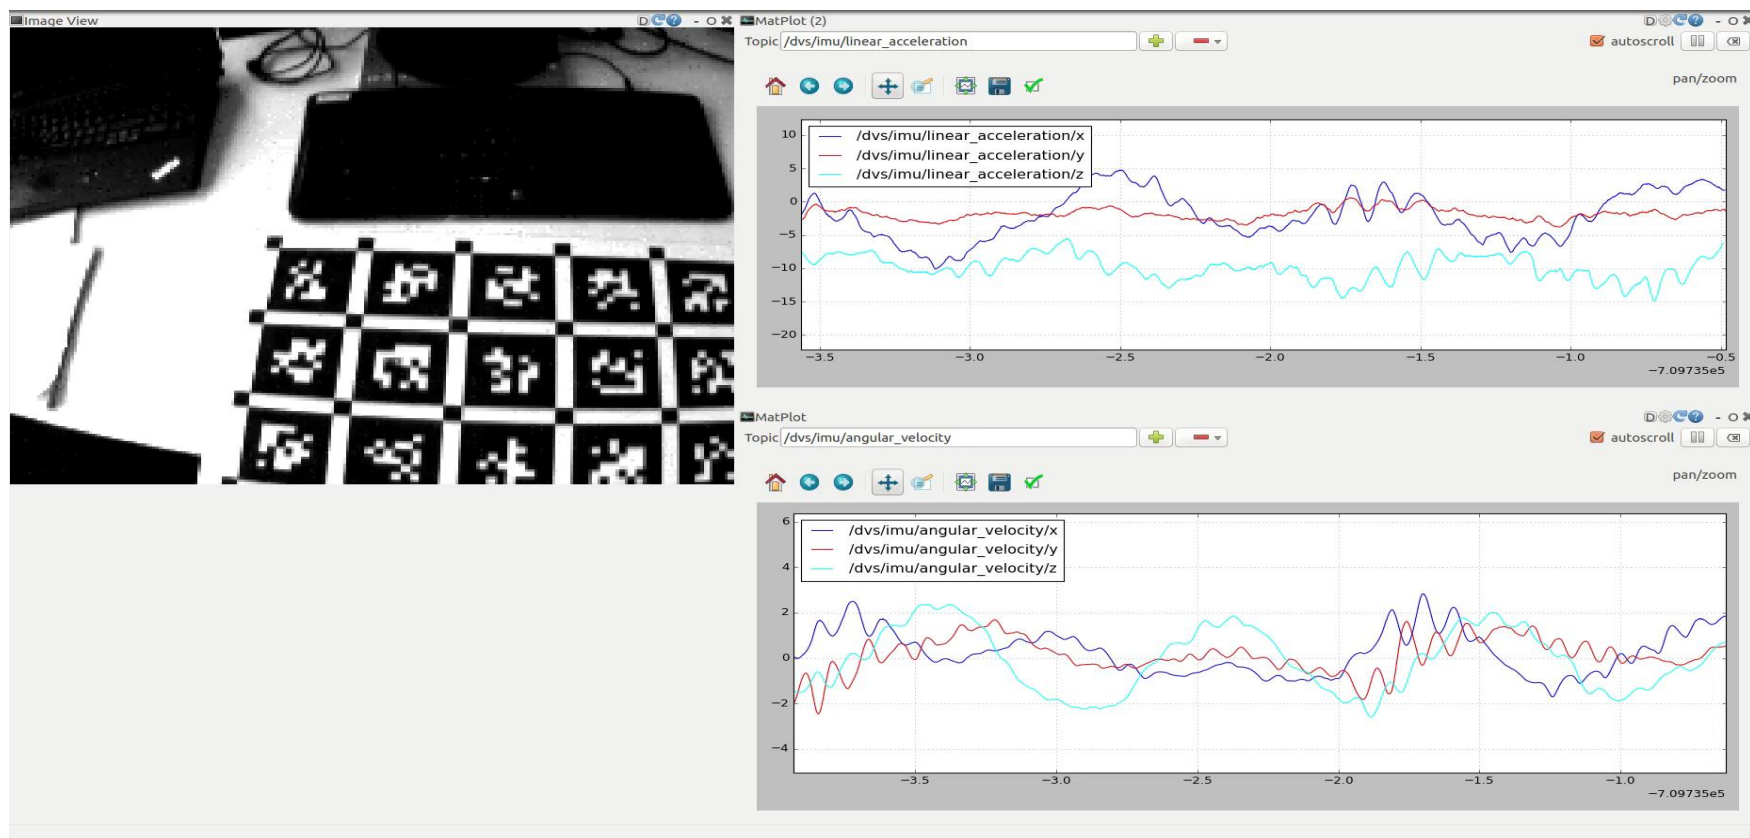 Image View
D C ? - O ✖
MatPlot (2)
D C ? - O ✖
Topic /dvs/imu/linear_acceleration
autoscroll
pan/zoom
/dvs/imu/linear_acceleration/x
/dvs/imu/linear_acceleration/y
/dvs/imu/linear_acceleration/z
10
5
0
−5
−10
−15
−20
−3.5 −3.0 −2.5 −2.0 −1.5 −1.0 −0.5
−7.09735e5
MatPlot
D C ? - O ✖
Topic /dvs/imu/angular_velocity
autoscroll
pan/zoom
/dvs/imu/angular_velocity/x
/dvs/imu/angular_velocity/y
/dvs/imu/angular_velocity/z
6
4
2
0
−2
−4
−3.5 −3.0 −2.5 −2.0 −1.5 −1.0
−7.09735e5